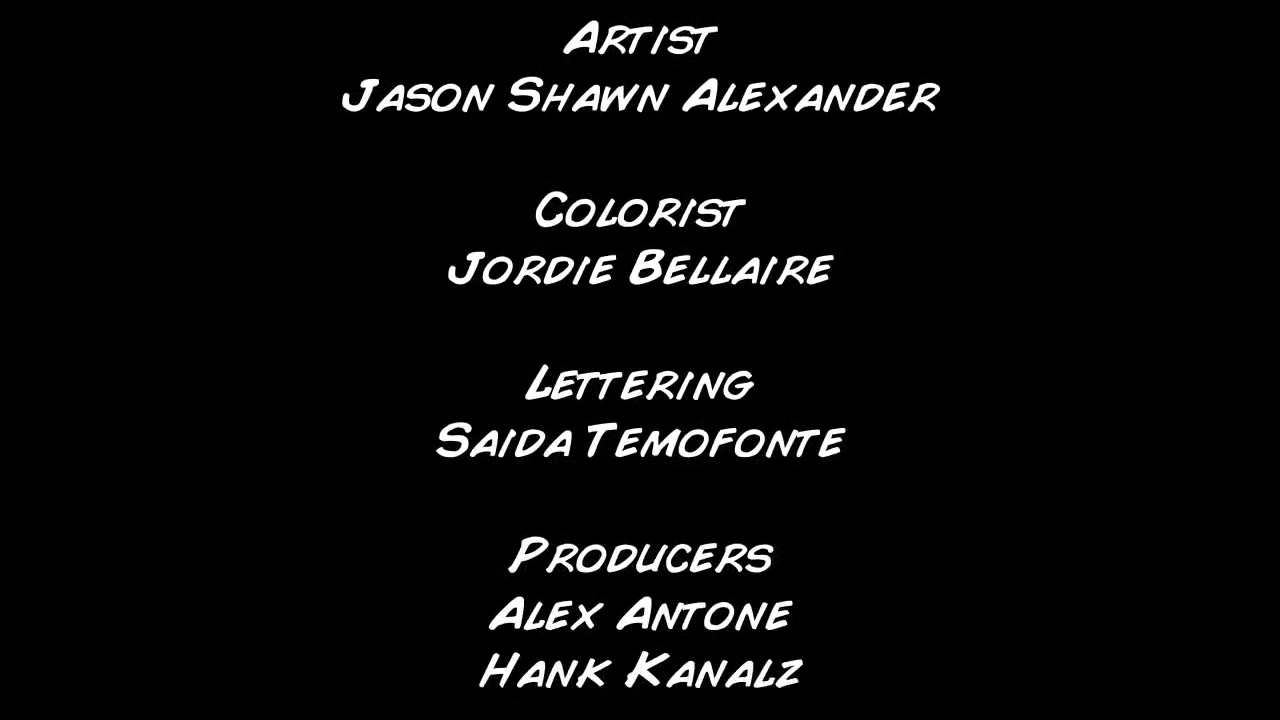 Artist
Jason Shawn Alexander
Colorist
Jordie Bellaire
Lettering
Saida Temofonte
Producers
Alex Antone
Hank Kanalz